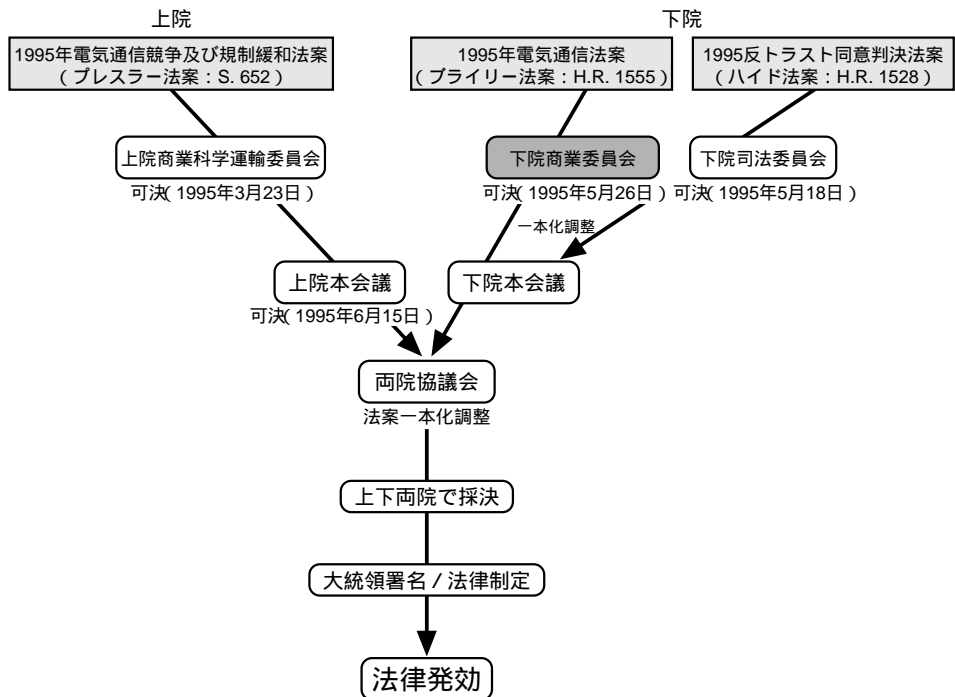 上院
下院
1995年電気通信競争及び規制緩和法案
（プレスラー法案：S. 652）
1995年電気通信法案
（ブライリー法案：H.R. 1555）
1995反トラスト同意判決法案
（ハイド法案：H.R. 1528）
上院商業科学運輸委員会
下院商業委員会
下院司法委員会
可決（1995年3月23日）
可決（1995年5月26日）
可決（1995年5月18日）
一本化調整
上院本会議
下院本会議
可決（1995年6月15日）
両院協議会
法案一本化調整
上下両院で採決
大統領署名 / 法律制定
法律発効